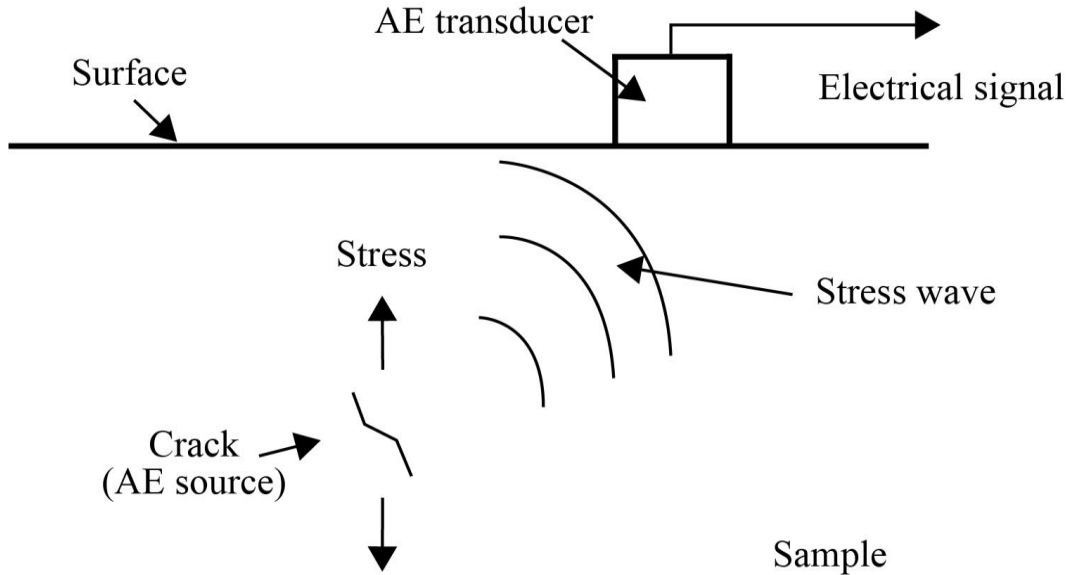 AE transducer
Surface
Electrical signal
Stress
Stress wave
Crack
(AE source)
Sample